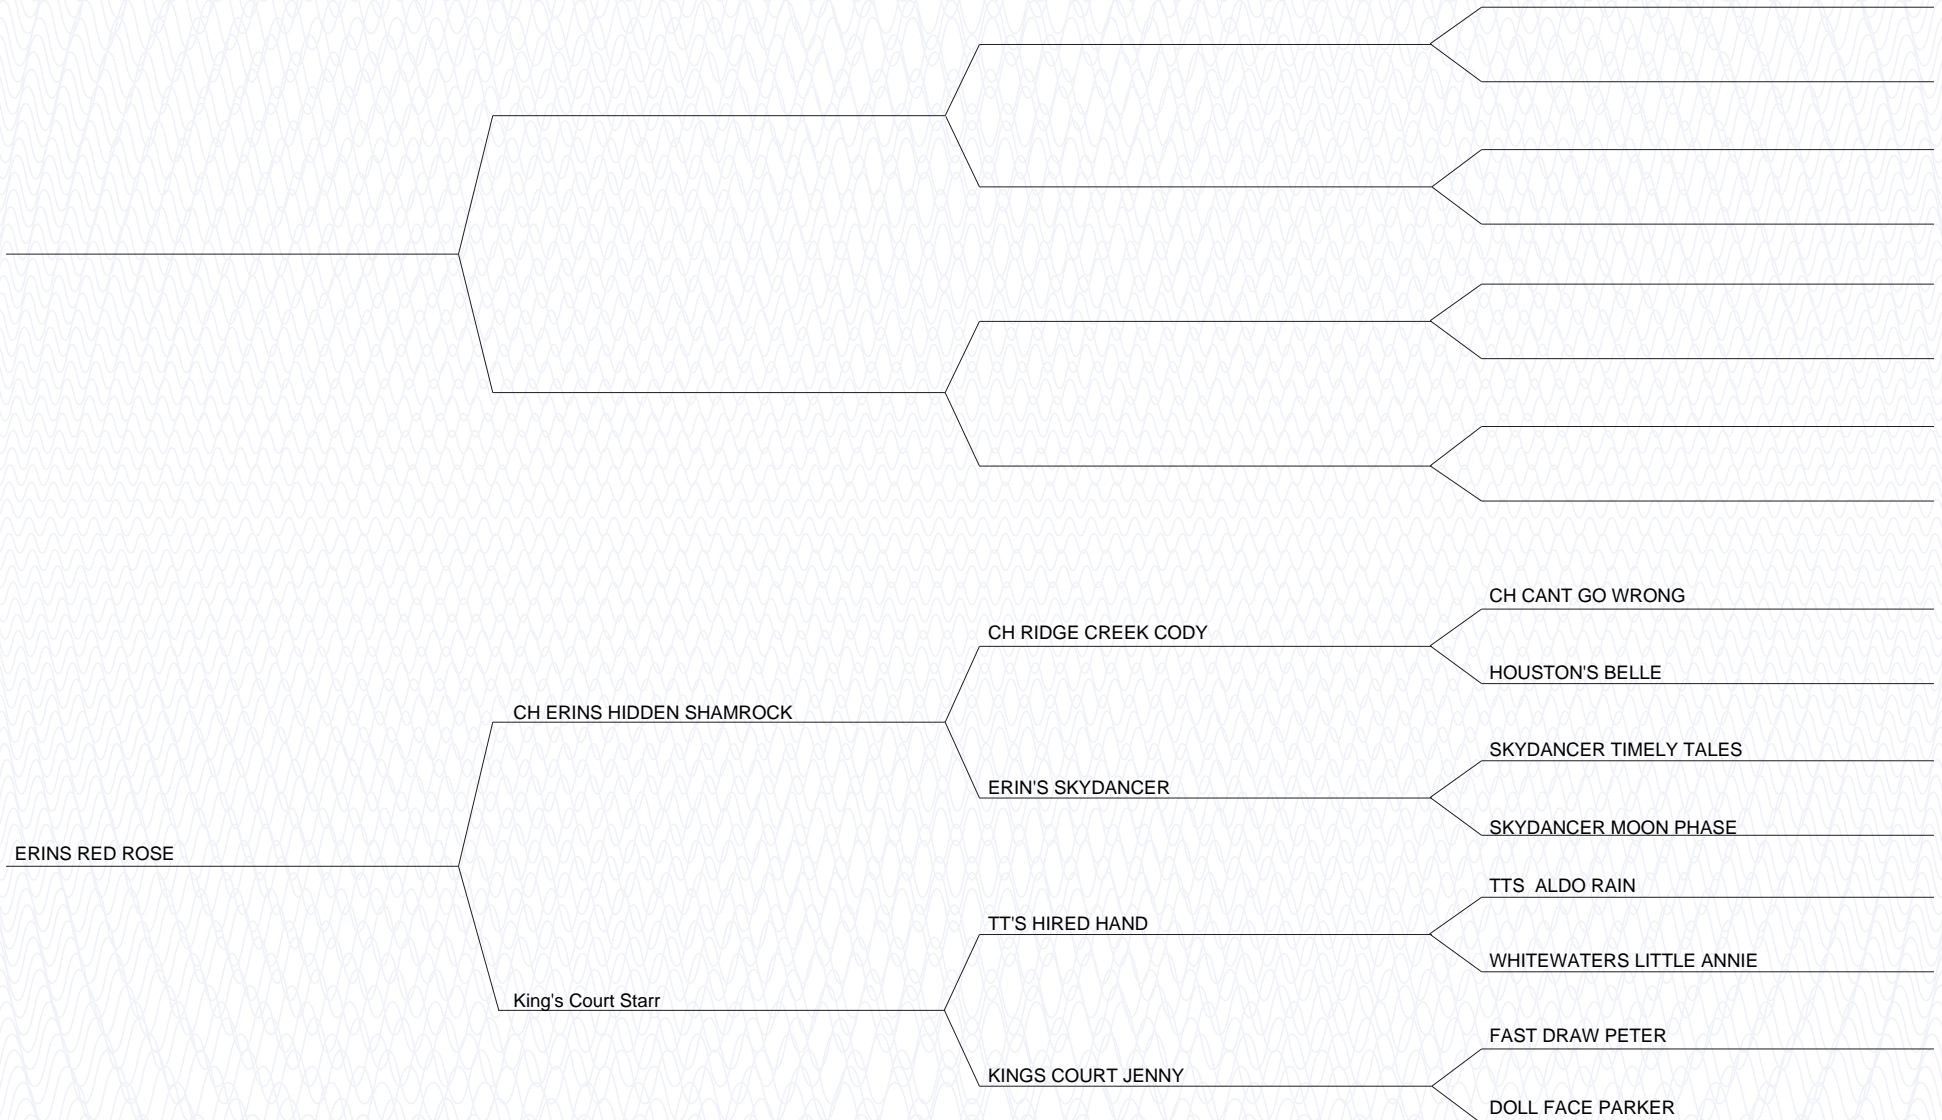 CH CANT GO WRONG
CH RIDGE CREEK CODY
HOUSTON'S BELLE
CH ERINS HIDDEN SHAMROCK
SKYDANCER TIMELY TALES
ERIN'S SKYDANCER
SKYDANCER MOON PHASE
ERINS RED ROSE
TTS  ALDO RAIN
TT'S HIRED HAND
WHITEWATERS LITTLE ANNIE
King's Court Starr
FAST DRAW PETER
KINGS COURT JENNY
DOLL FACE PARKER